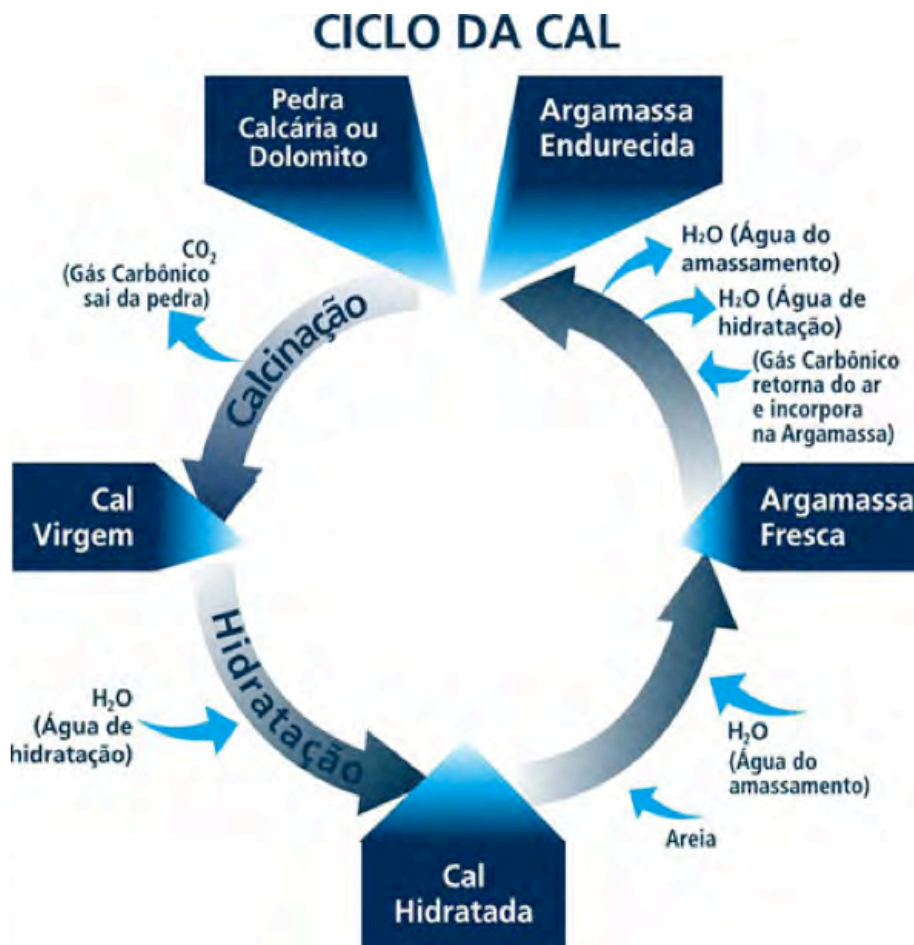 CICLO DA CAL
Pedra
Calcária ou
Dolomito
Argamassa
Endurecida
CO₂
(Gás Carbônico
sai da pedra)
Calcinação
H₂O (Água do
amassamento)
H₂O (Água de
hidratação)
(Gás Carbônico
retorna do ar
e incorpora
na Argamassa)
Cal
Virgem
Argamassa
Fresca
Hidratação
H₂O
(Água de
hidratação)
H₂O
(Água do
amassamento)
Areia
Cal
Hidratada